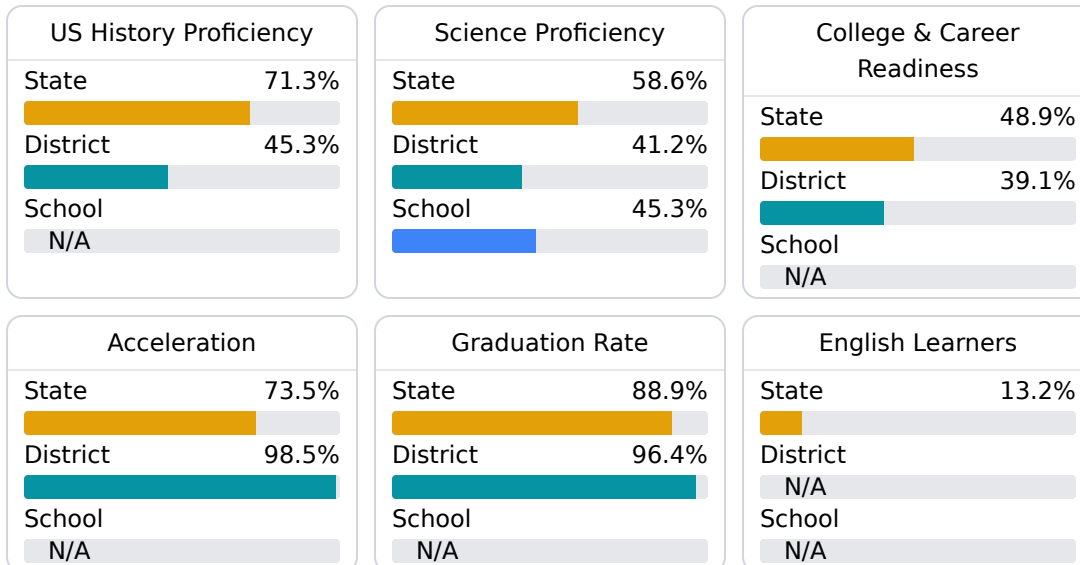 US History Proficiency
State 71.3%
District 45.3%
School
N/A
Science Proficiency
State 58.6%
District 41.2%
School 45.3%
College & Career
Readiness
State 48.9%
District 39.1%
School
N/A
Acceleration
State 73.5%
District 98.5%
School
N/A
Graduation Rate
State 88.9%
District 96.4%
School
N/A
English Learners
State 13.2%
District
N/A
School
N/A